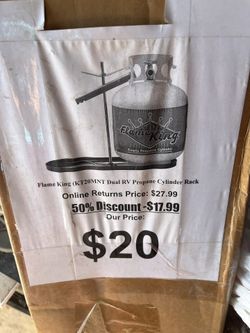 Flame King
Flame King (KT20MNT Dual RV Propane Cylinder Rack
Online Returns Price: $27.99
50% Discount -$17.99
Our Price:
$20